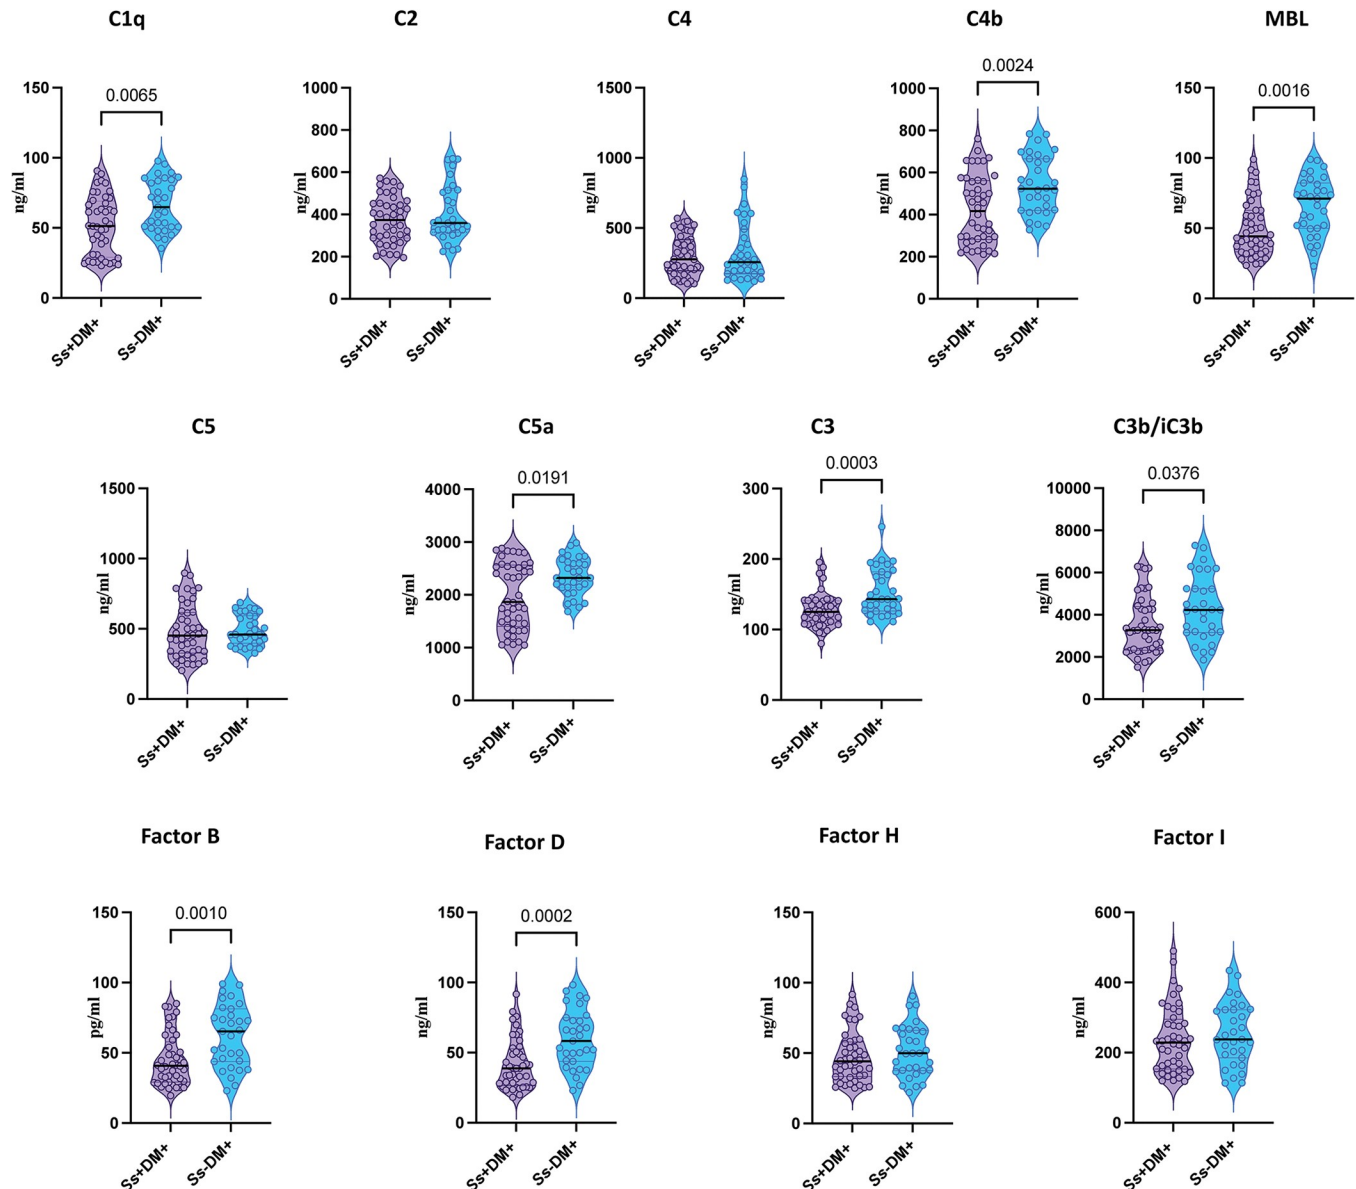 C1q
C2
C4
C4b
MBL
150
100
50
0
ng/ml
0.0065
Ss+DM+
Ss-DM+
1000
800
600
400
200
0
ng/ml
Ss+DM+
Ss-DM+
1500
1000
500
0
ng/ml
Ss+DM+
Ss-DM+
1000
800
600
400
200
0
ng/ml
0.0024
Ss+DM+
Ss-DM+
150
100
50
0
ng/ml
0.0016
Ss+DM+
Ss-DM+
C5
C5a
C3
C3b/iC3b
1500
1000
500
0
ng/ml
Ss+DM+
Ss-DM+
4000
3000
2000
1000
0
ng/ml
0.0191
Ss+DM+
Ss-DM+
300
200
100
0
ng/ml
0.0003
Ss+DM+
Ss-DM+
10000
8000
6000
4000
2000
0
ng/ml
0.0376
Ss+DM+
Ss-DM+
Factor B
Factor D
Factor H
Factor I
150
100
50
0
pg/ml
0.0010
Ss+DM+
Ss-DM+
150
100
50
0
ng/ml
0.0002
Ss+DM+
Ss-DM+
150
100
50
0
ng/ml
Ss+DM+
Ss-DM+
600
400
200
0
ng/ml
Ss+DM+
Ss-DM+